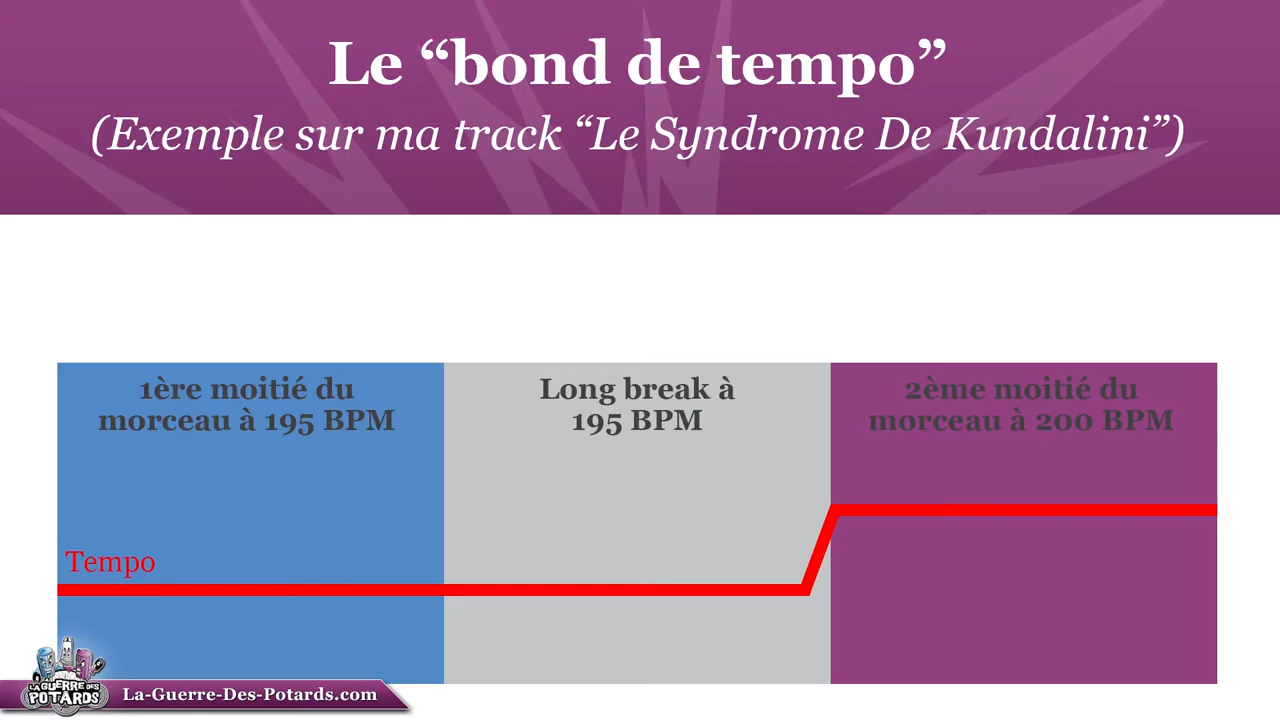 Le “bond de tempo”
(Exemple sur ma track “Le Syndrome De Kundalini”)
1ère moitié du
morceau à 195 BPM
Long break à
195 BPM
2ème moitié du
morceau à 200 BPM
Tempo
LA GUERRE DES
POTARDS
La-Guerre-Des-Potards.com